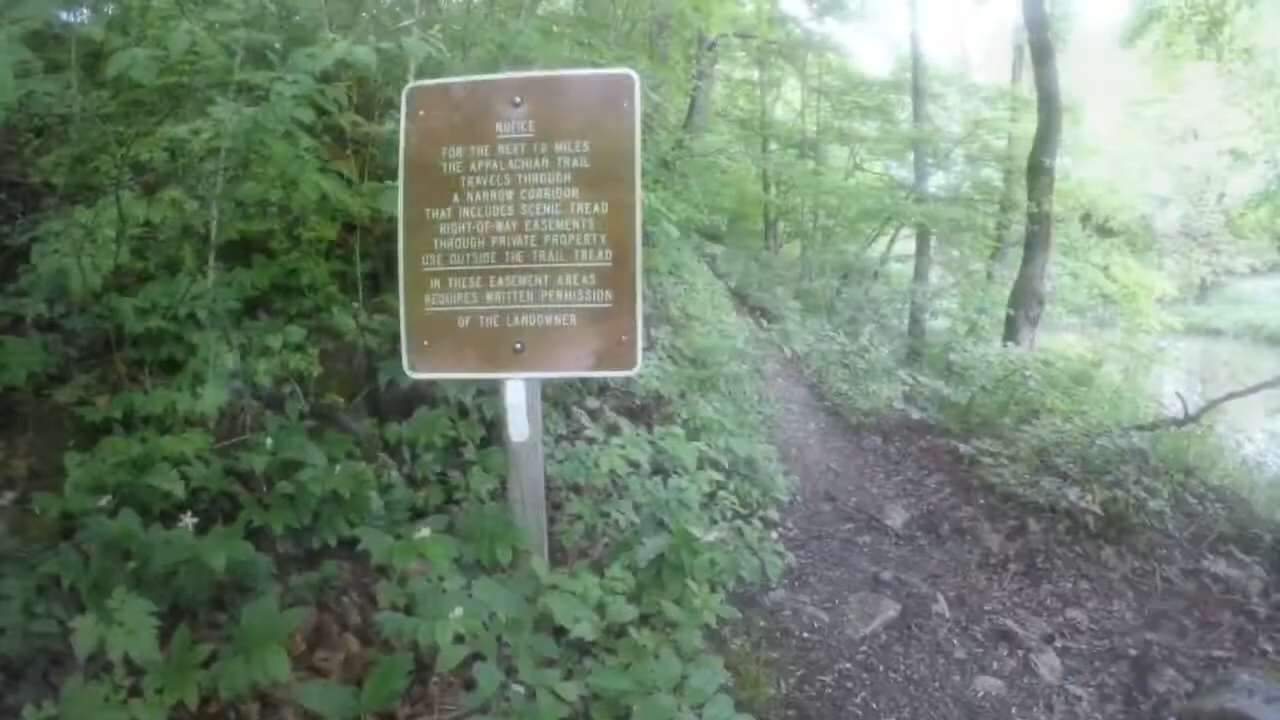 NOTICE
FOR THE NEXT 10 MILES
THE APPALACHIAN TRAIL
TRAVELS THROUGH
A NARROW CORRIDOR
THAT INCLUDES SCENIC TREAD
RIGHT-OF-WAY EASEMENTS
THROUGH PRIVATE PROPERTY
USE OUTSIDE THE TRAIL TREAD
IN THESE EASEMENT AREAS
REQUIRES WRITTEN PERMISSION
OF THE LANDOWNER